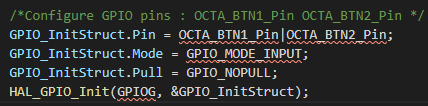 /*Configure GPIO pins : OCTA_BTN1_Pin OCTA_BTN2_Pin */
GPIO_InitStruct.Pin = OCTA_BTN1_Pin|OCTA_BTN2_Pin;
GPIO_InitStruct.Mode = GPIO_MODE_INPUT;
GPIO_InitStruct.Pull = GPIO_NOPULL;
HAL_GPIO_Init(GPIOG, &GPIO_InitStruct);